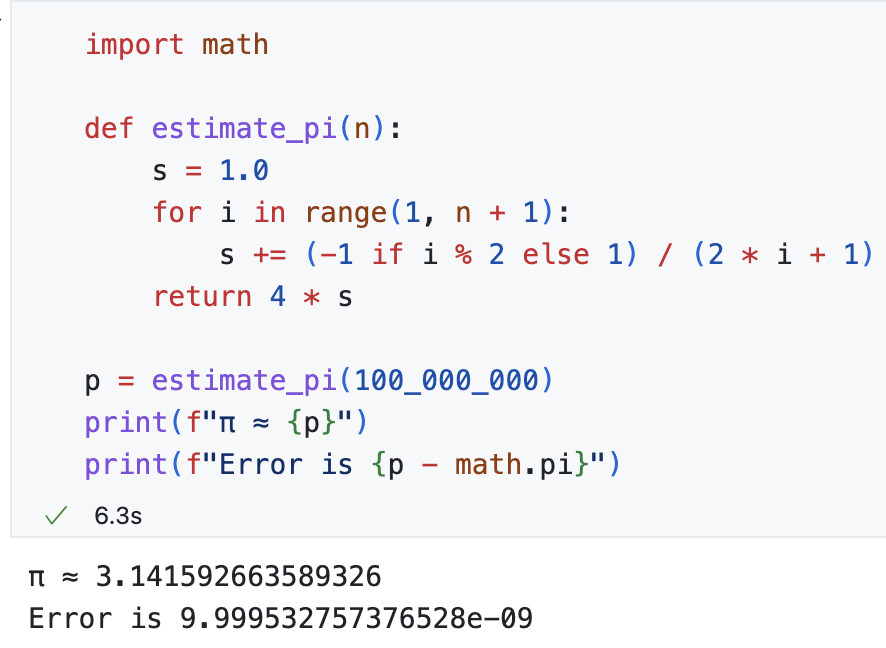 import math
def estimate_pi(n):
    s = 1.0
    for i in range(1, n + 1):
        s += (−1 if i % 2 else 1) / (2 * i + 1)
    return 4 * s
p = estimate_pi(100_000_000)
print(f"π ≈ {p}")
print(f"Error is {p − math.pi}")
✓ 6.3s
π ≈ 3.141592663589326
Error is 9.999532757376528e−09